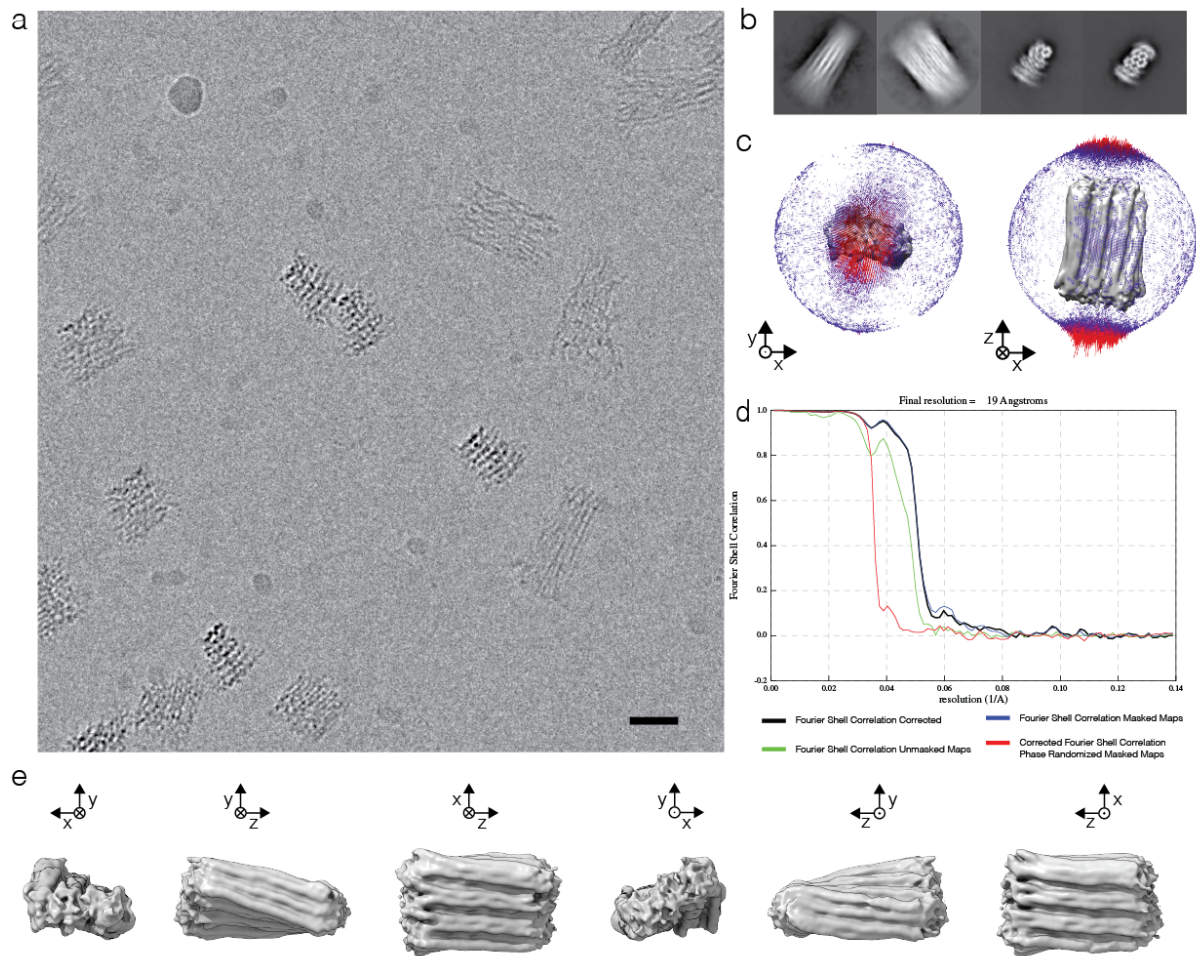 a
b
c
y
x
z
x
d
Final resolution = 19 Angstroms
1.0
0.8
0.6
0.4
0.2
0.0
-0.2
Fourier Shell Correlation
0.00
0.02
0.04
0.06
0.08
0.10
0.12
0.14
resolution (1/A)
Fourier Shell Correlation Corrected
Fourier Shell Correlation Masked Maps
Fourier Shell Correlation Unmasked Maps
Corrected Fourier Shell Correlation
Phase Randomized Masked Maps
e
y
x
y
z
x
z
y
x
y
z
x
z